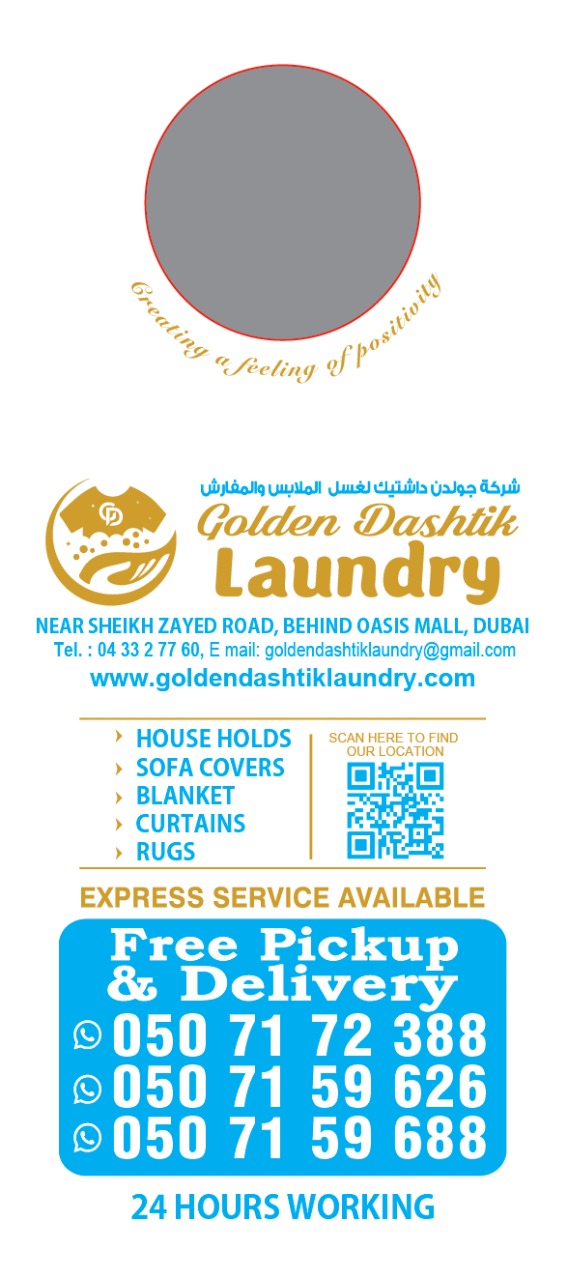 Creating a feeling of positivity
شركة جولدن داشتيك لغسل الملابس والمفارش
GD
Golden Dashtik
Laundry
NEAR SHEIKH ZAYED ROAD, BEHIND OASIS MALL, DUBAI
Tel. : 04 33 2 77 60, E mail: goldendashtiklaundry@gmail.com
www.goldendashtiklaundry.com
HOUSE HOLDS
SOFA COVERS
BLANKET
CURTAINS
RUGS
SCAN HERE TO FIND
OUR LOCATION
EXPRESS SERVICE AVAILABLE
Free Pickup
& Delivery
050 71 72 388
050 71 59 626
050 71 59 688
24 HOURS WORKING